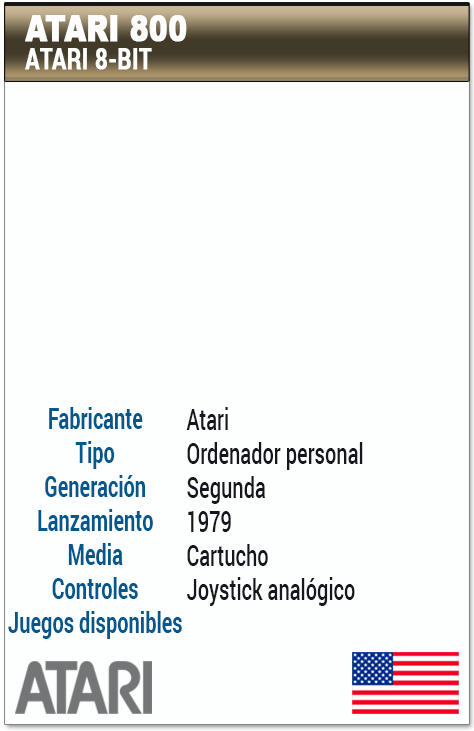 ATARI 800
ATARI 8-BIT
Fabricante Atari
Tipo Ordenador personal
Generación Segunda
Lanzamiento 1979
Media Cartucho
Controles Joystick analógico
Juegos disponibles
ATARI